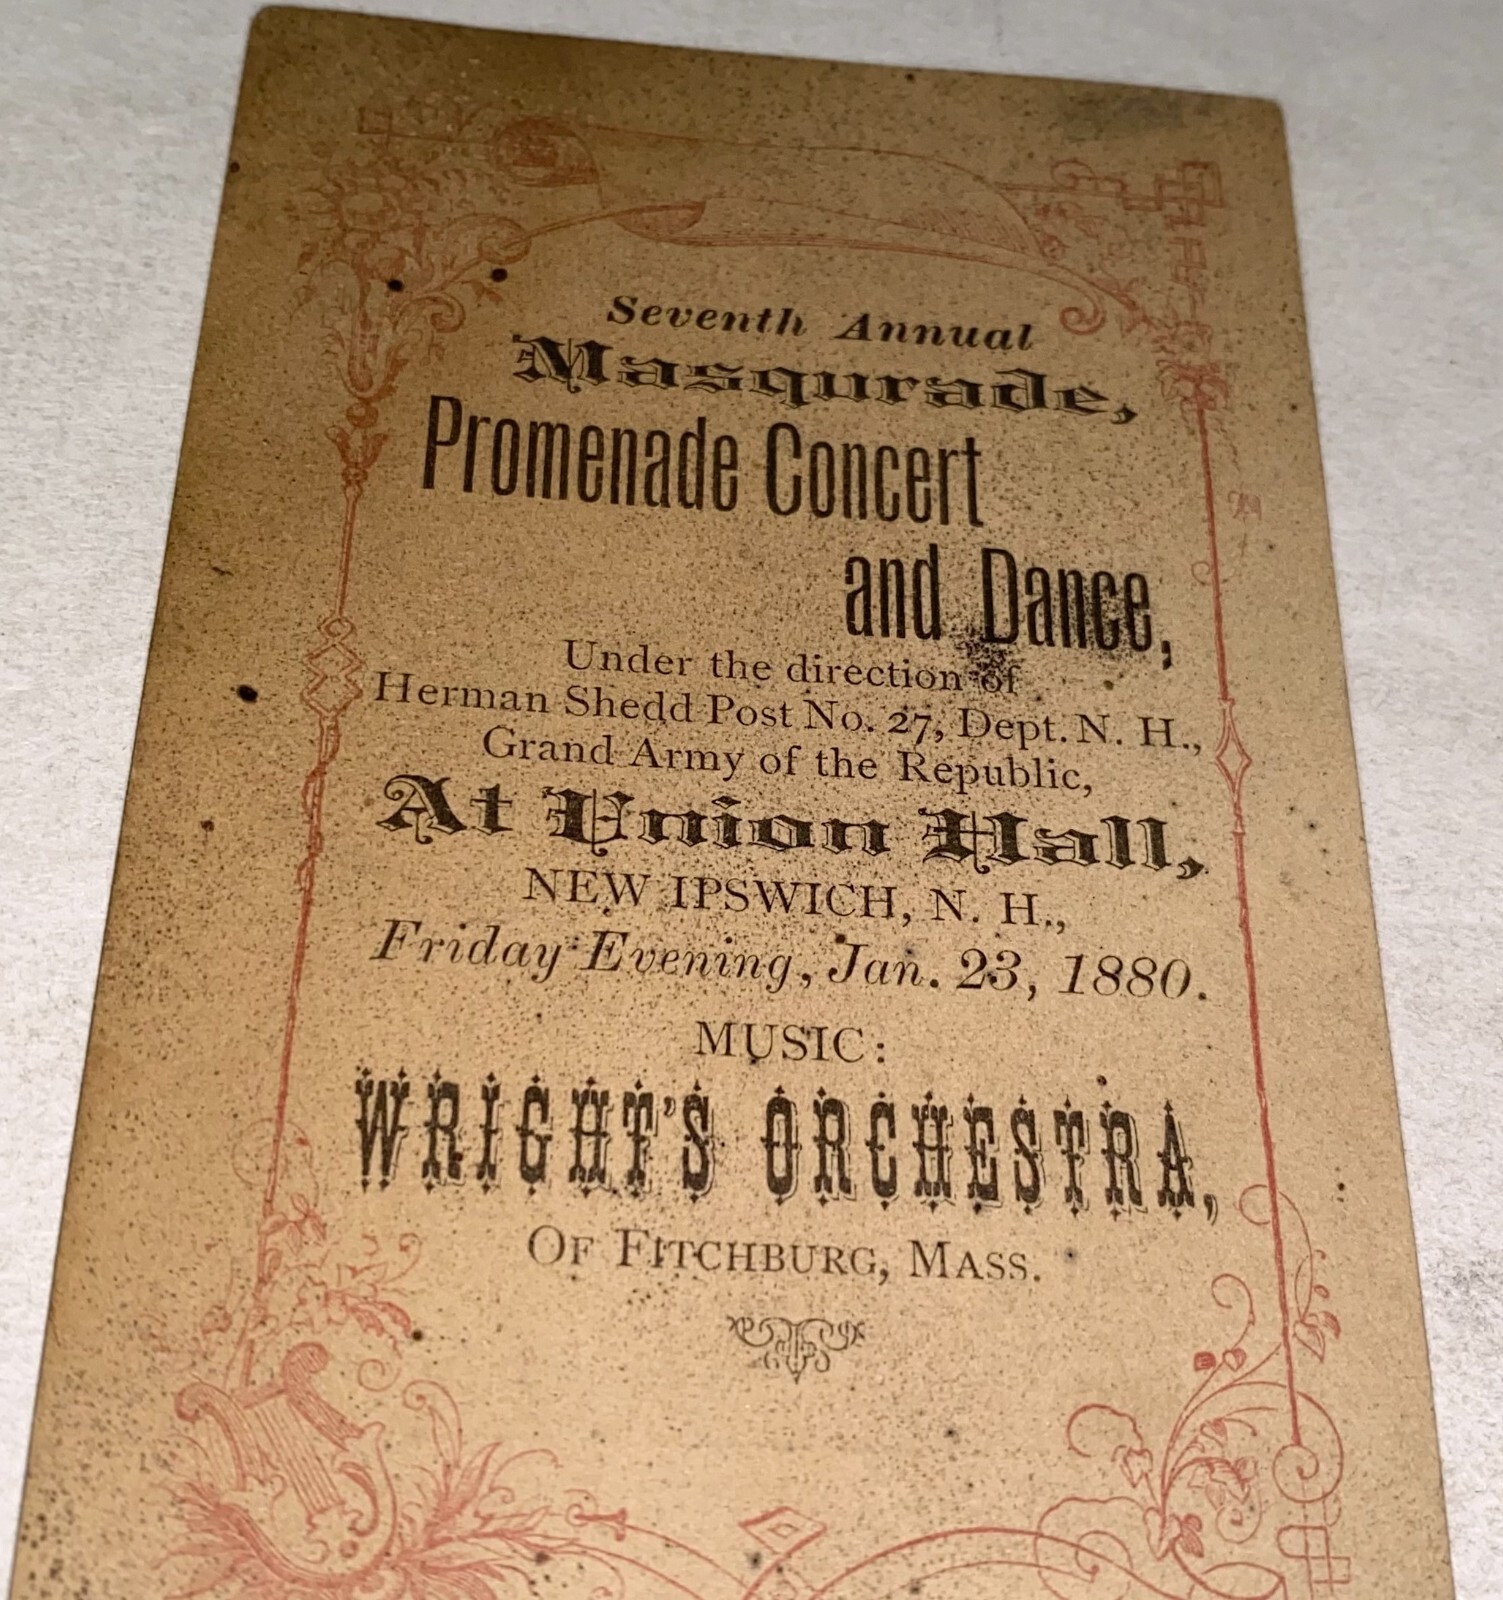 Seventh Annual
Masqurade,
Promenade Concert
and Dance,
Under the direction of
Herman Shedd Post No. 27, Dept. N. H.,
Grand Army of the Republic,
At Union Hall,
NEW IPSWICH, N. H.,
Friday Evening, Jan. 23, 1880.
MUSIC:
WRIGHT'S ORCHESTRA,
OF FITCHBURG, MASS.